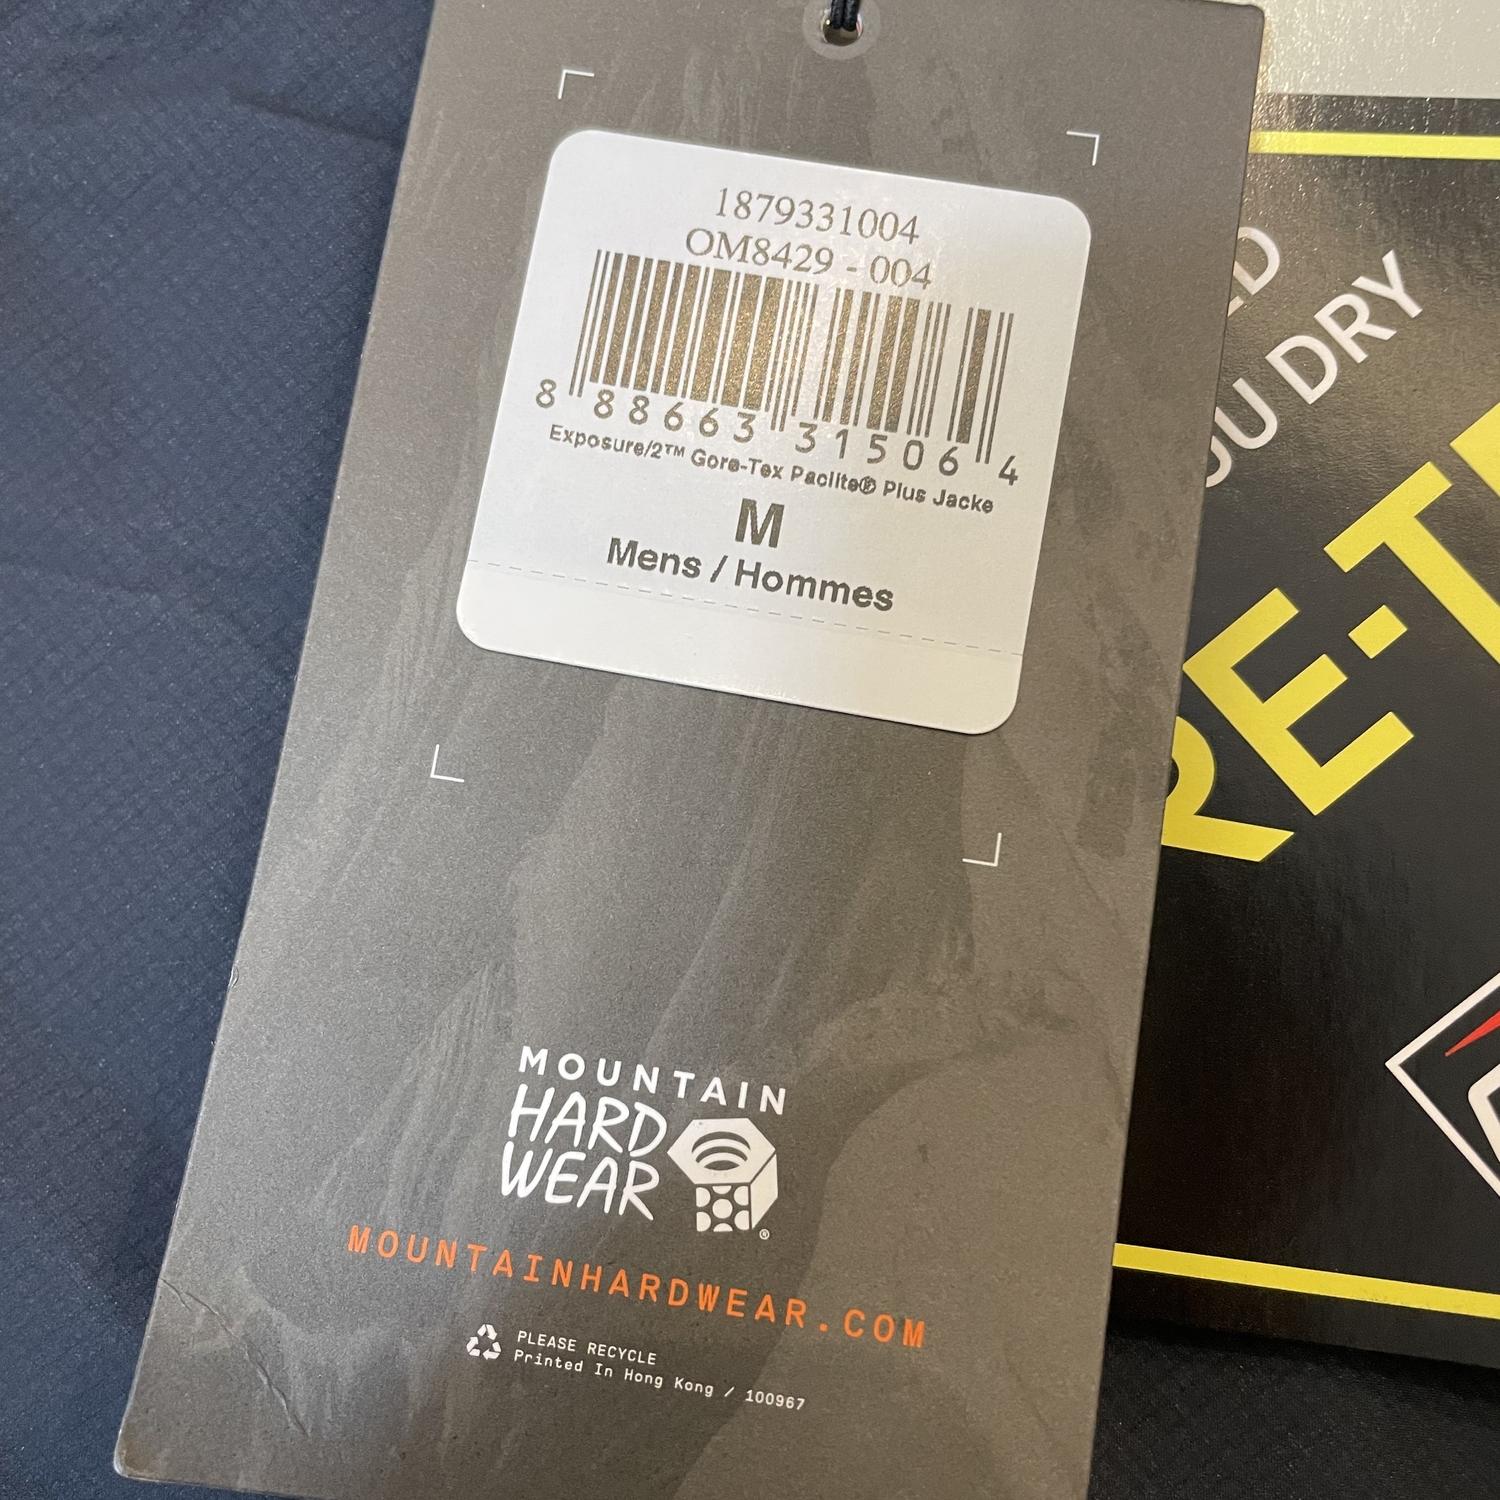 1879331004
OM8429 - 004
8 88663 31506 4
Exposure/2™ Gore-Tex Paclite® Plus Jacke
M
Mens / Hommes
MOUNTAIN
HARD
WEAR
®
MOUNTAINHARDWEAR.COM
PLEASE RECYCLE
Printed In Hong Kong / 100967
DRY